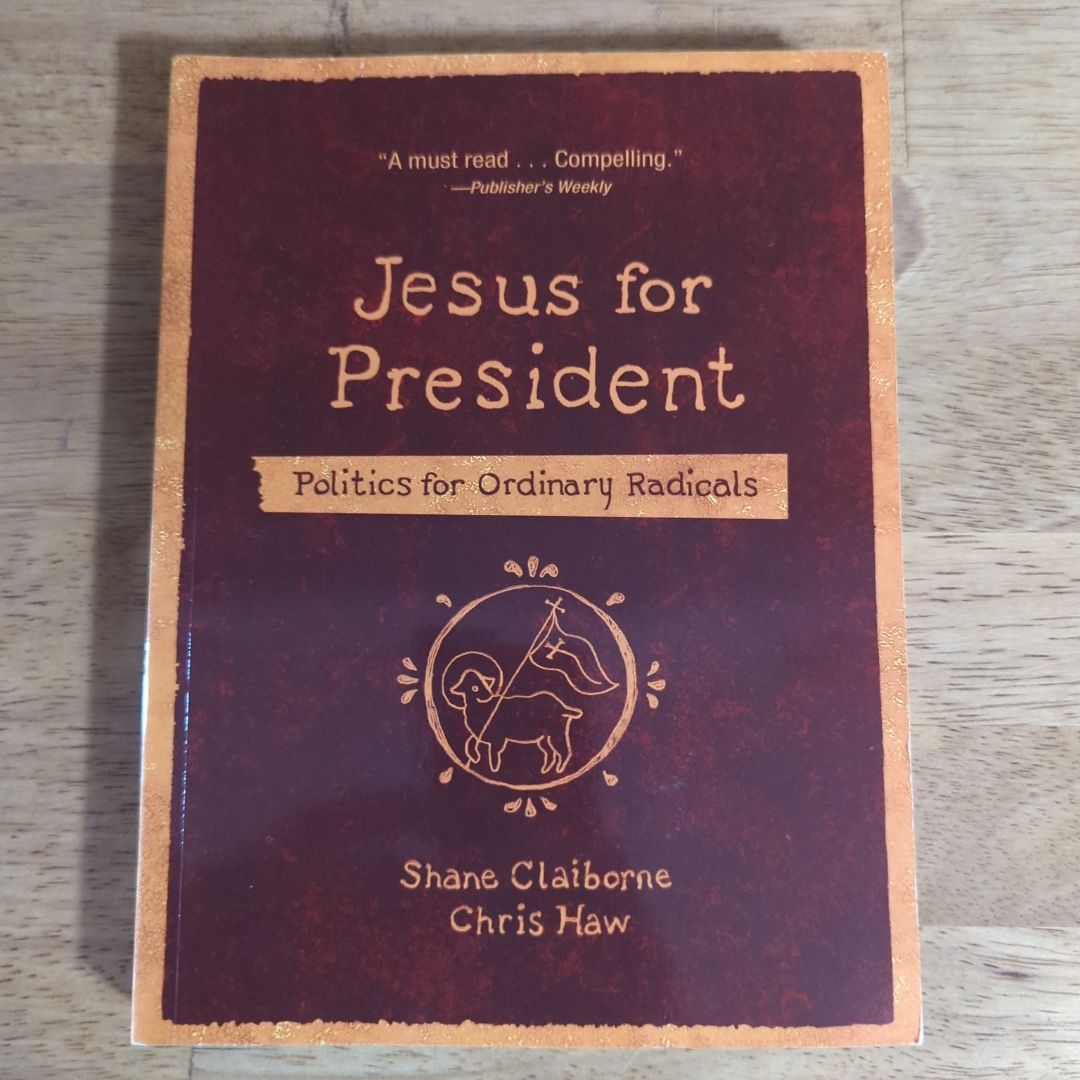 “A must read . . . Compelling.”
—Publisher’s Weekly
Jesus for
President
Politics for Ordinary Radicals
Shane Claiborne
Chris Haw